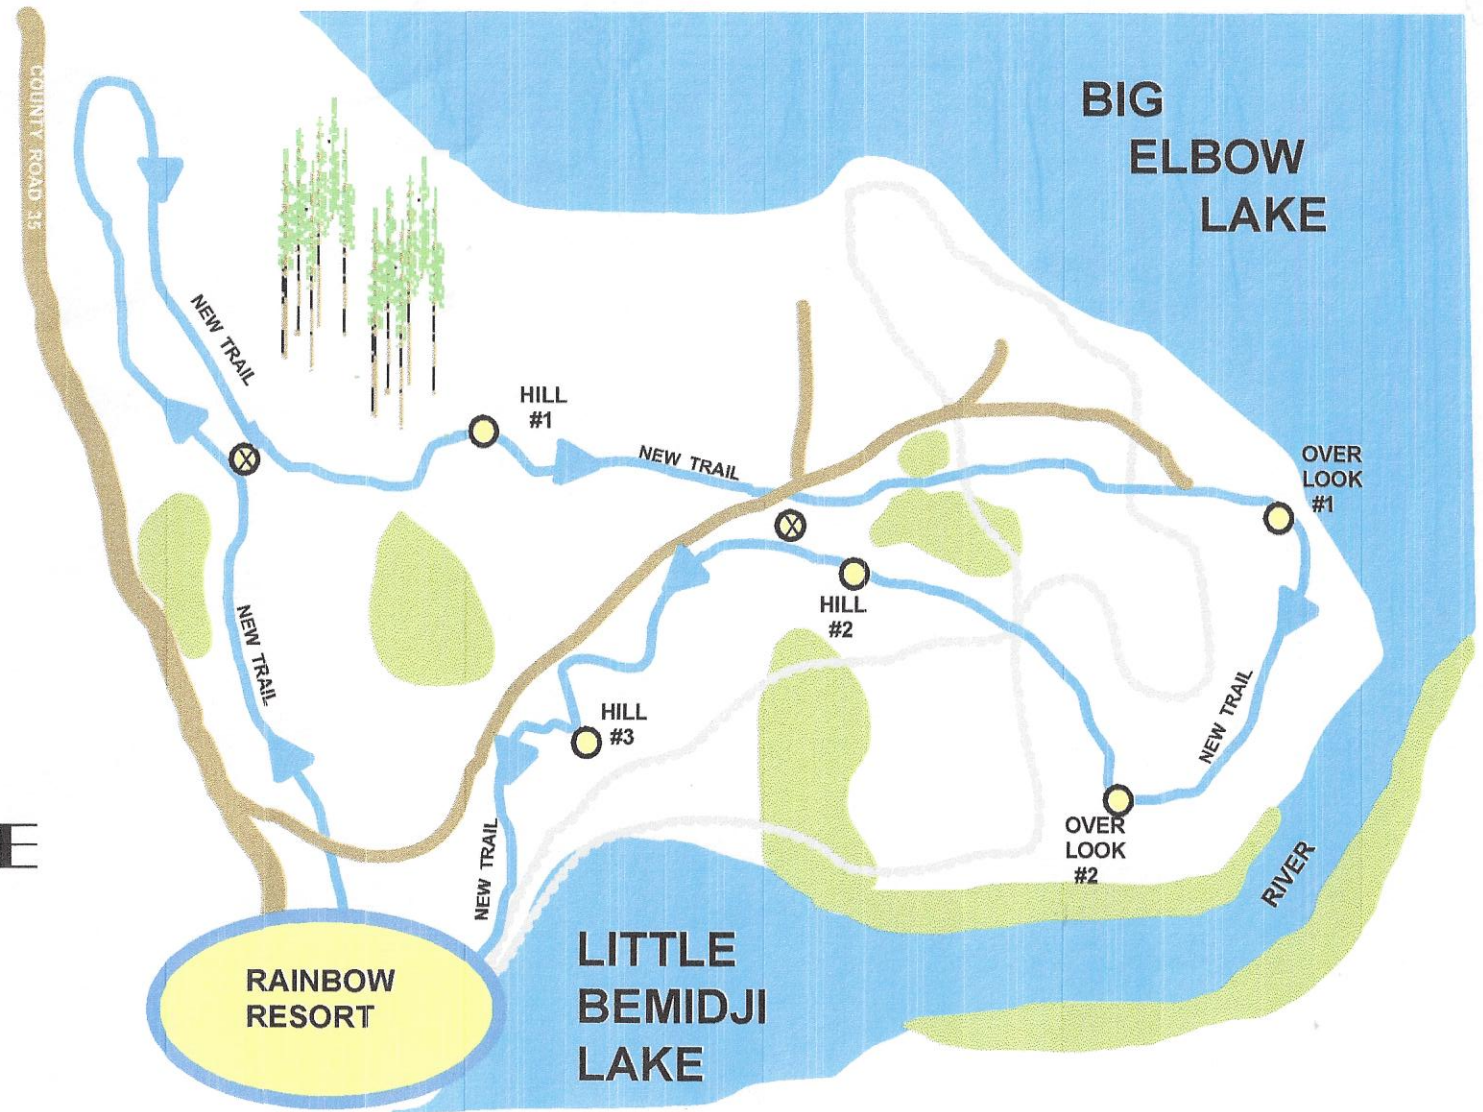 COUNTY ROAD 35
BIG
ELBOW
LAKE
NEW TRAIL
HILL
#1
NEW TRAIL
OVER
LOOK
#1
X
X
HILL
#2
NEW TRAIL
HILL
#3
NEW TRAIL
OVER
LOOK
#2
NEW TRAIL
RIVER
E
RAINBOW
RESORT
LITTLE
BEMIDJI
LAKE